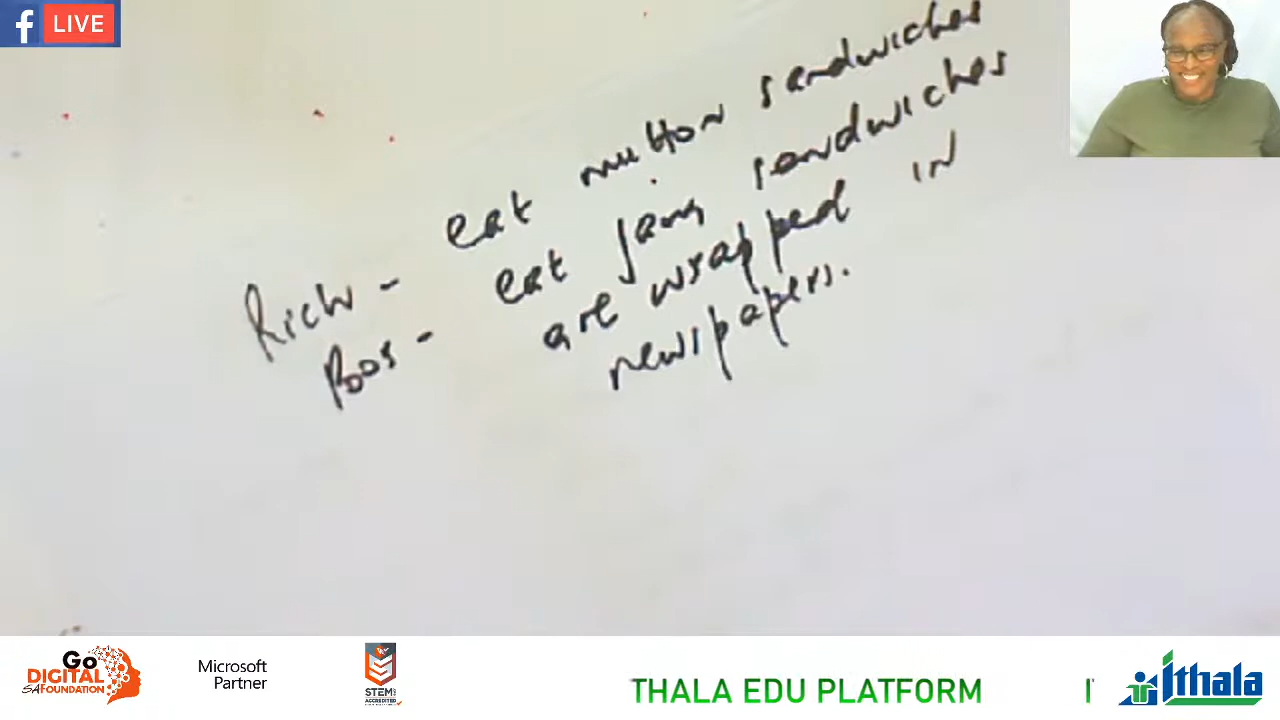 LIVE
Rich - eat mutton sandwiches
Poor - eat jam sandwiches
are wrapped in
newspapers.
Go
DIGITAL
SA FOUNDATION
Microsoft
Partner
STEM
ACCREDITED
THALA EDU PLATFORM
Ithala